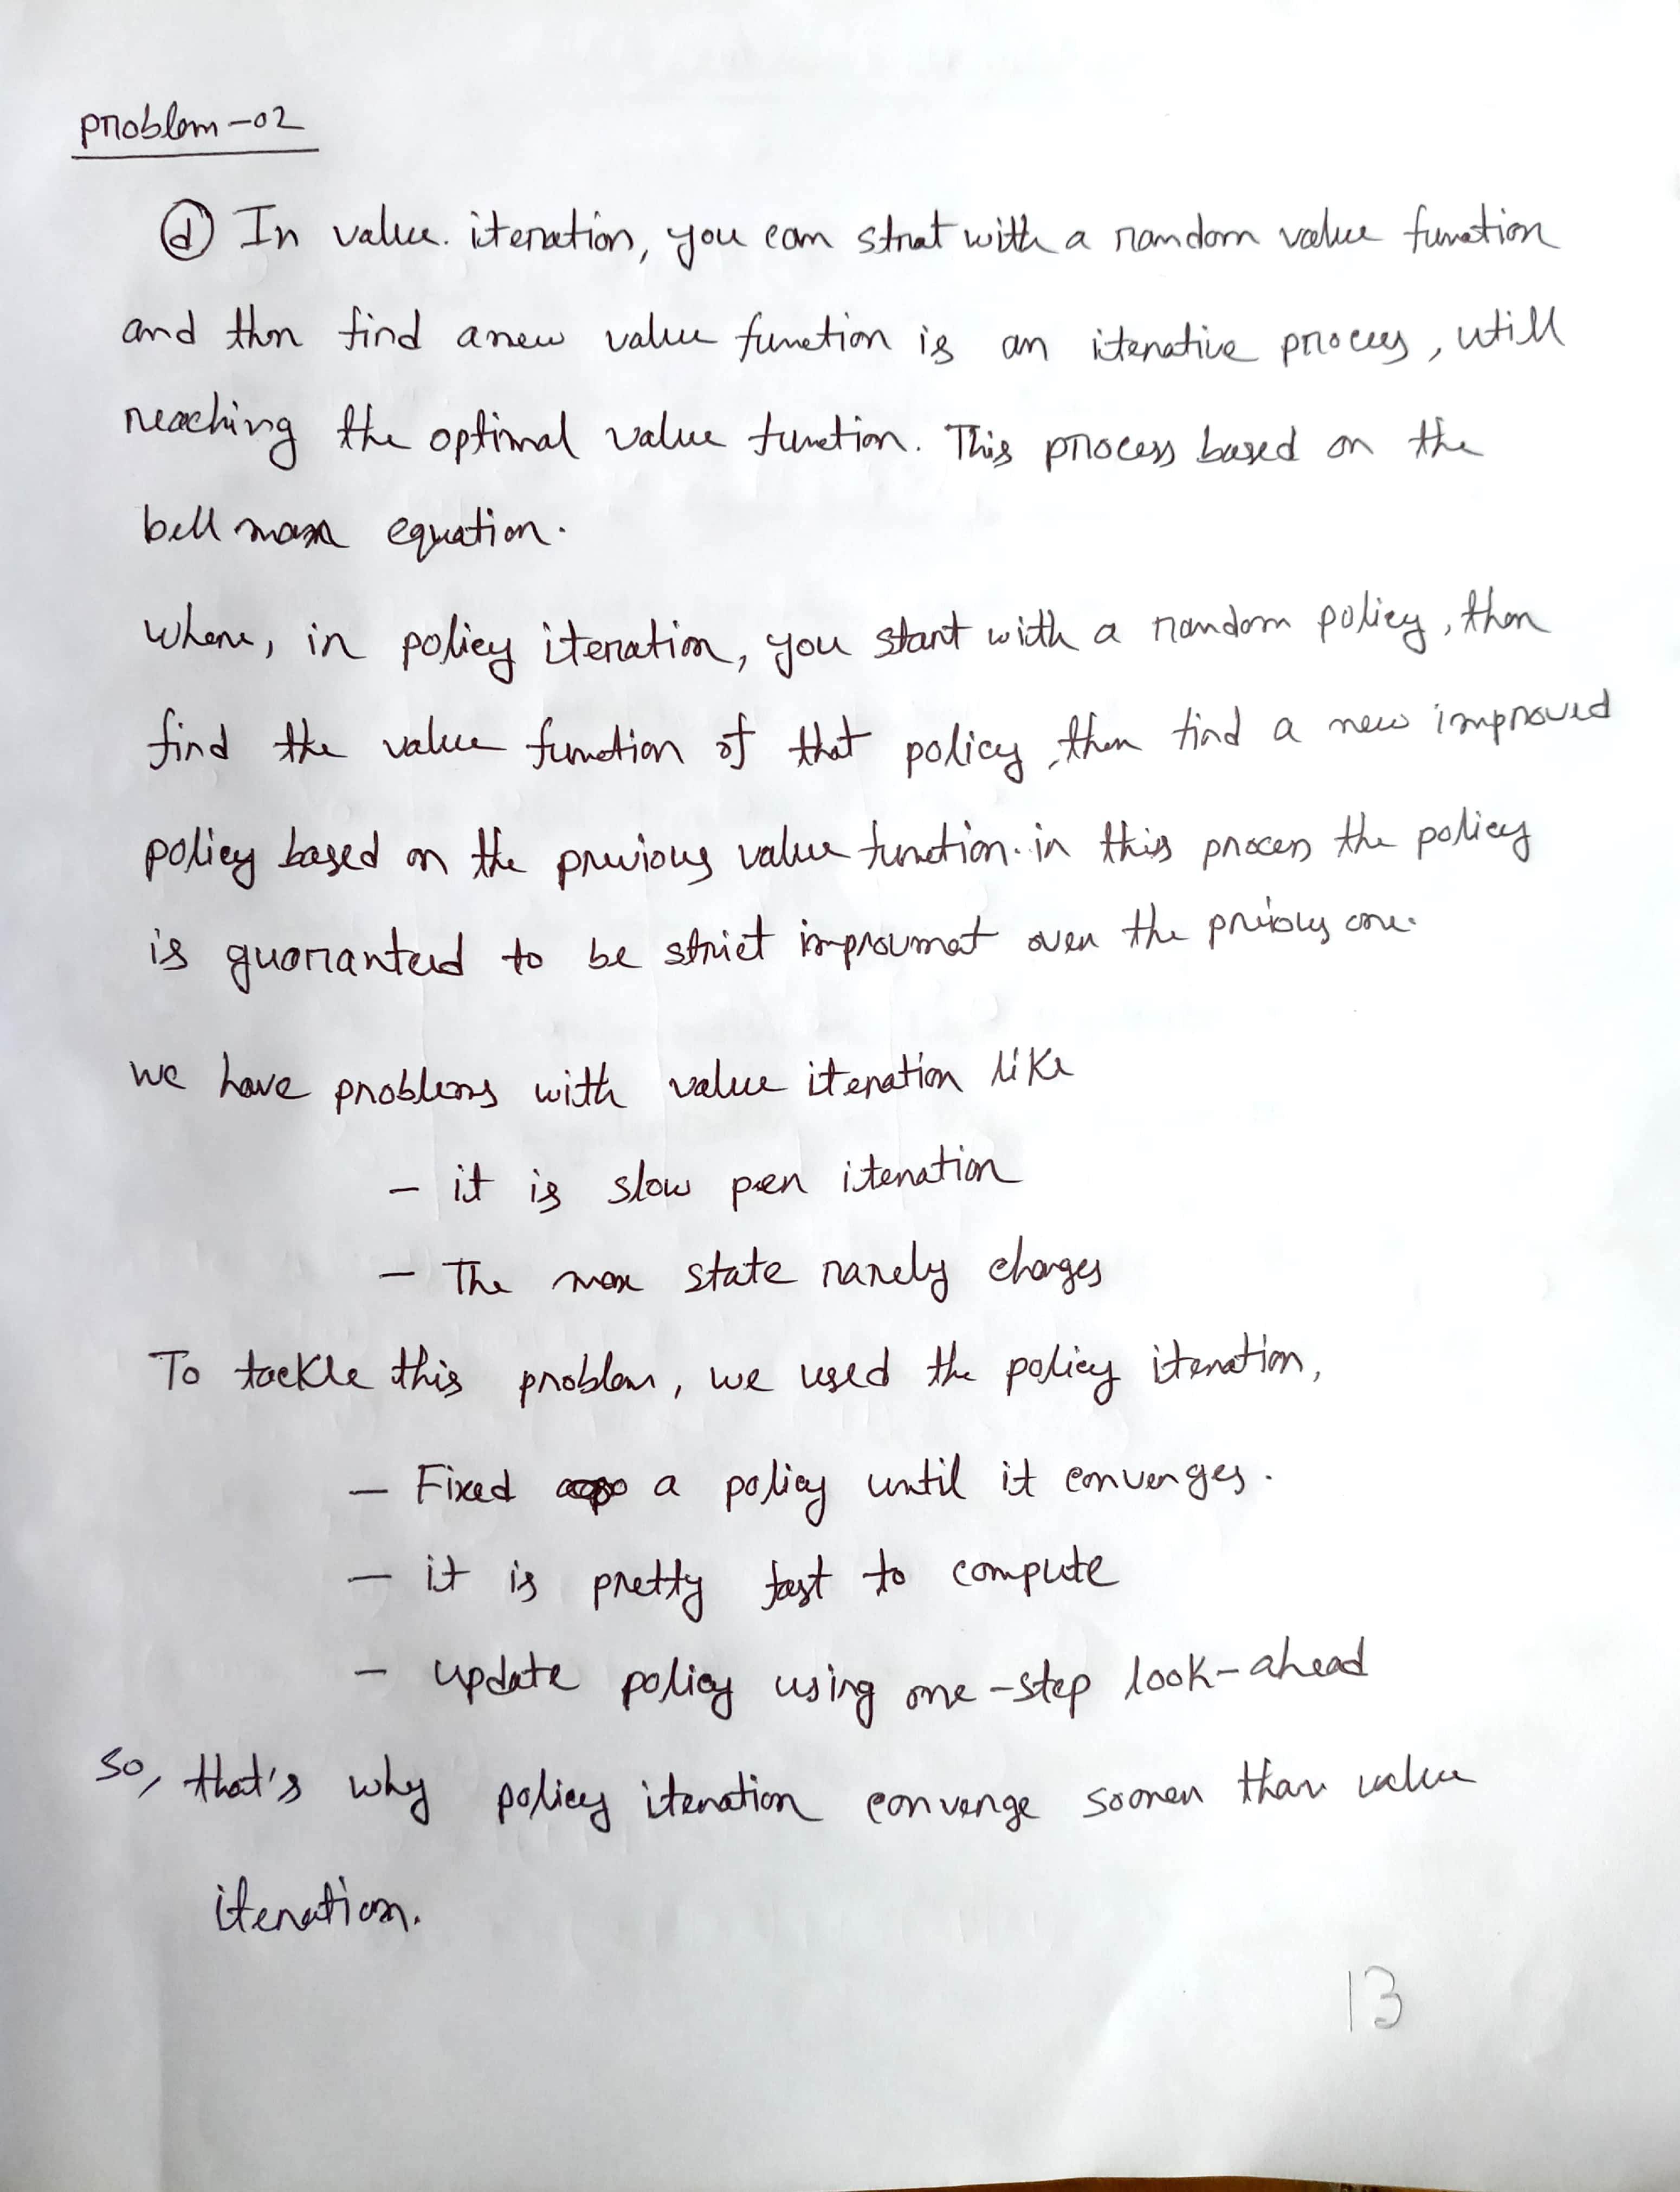 problem-02
(d) In value. iteration, you can strat with a random value function
and then find a new value function is an iterative process, utill
reaching the optimal value function. This process based on the
bell man equation.
where, in policy iteration, you start with a random policy, then
find the value function of that policy, then find a new improved
policy based on the previous value function. in this process the policy
is guaranteed to be strict improvmet over the privious one.
we have problems with value iteration like
- it is slow per iteration
- The max state rarely changes
To tackle this problem, we used the policy iteration,
- Fixed a policy until it converges.
- it is pretty fast to compute
- update policy using one-step look-ahead
So, that's why policy iteration converge sooner than value
iteration.
13